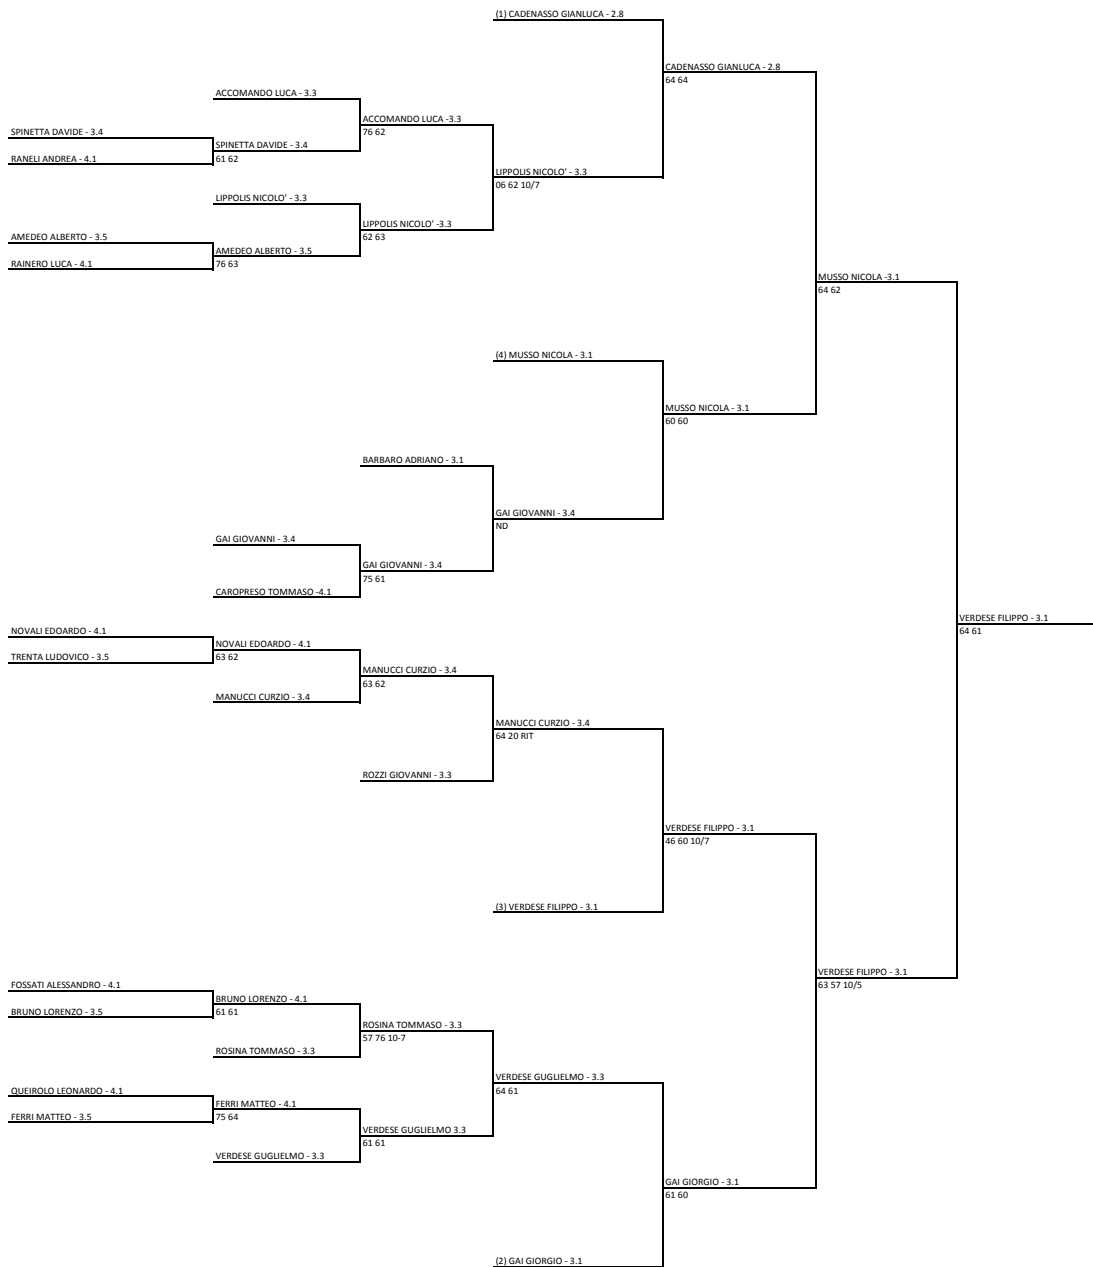 (1) CADENASSO GIANLUCA - 2.8
CADENASSO GIANLUCA - 2.8
64 64
ACCOMANDO LUCA - 3.3
ACCOMANDO LUCA -3.3
76 62
SPINETTA DAVIDE - 3.4
SPINETTA DAVIDE - 3.4
61 62
RANELI ANDREA - 4.1
LIPPOLIS NICOLO' - 3.3
06 62 10/7
LIPPOLIS NICOLO' - 3.3
LIPPOLIS NICOLO' -3.3
62 63
AMEDEO ALBERTO - 3.5
AMEDEO ALBERTO - 3.5
76 63
RAINERO LUCA - 4.1
MUSSO NICOLA -3.1
64 62
(4) MUSSO NICOLA - 3.1
MUSSO NICOLA - 3.1
60 60
BARBARO ADRIANO - 3.1
GAI GIOVANNI - 3.4
ND
GAI GIOVANNI - 3.4
GAI GIOVANNI - 3.4
75 61
CAROPRESO TOMMASO -4.1
VERDESE FILIPPO - 3.1
64 61
NOVALI EDOARDO - 4.1
NOVALI EDOARDO - 4.1
63 62
TRENTA LUDOVICO - 3.5
MANUCCI CURZIO - 3.4
63 62
MANUCCI CURZIO - 3.4
MANUCCI CURZIO - 3.4
64 20 RIT
ROZZI GIOVANNI - 3.3
VERDESE FILIPPO - 3.1
46 60 10/7
(3) VERDESE FILIPPO - 3.1
VERDESE FILIPPO - 3.1
63 57 10/5
FOSSATI ALESSANDRO - 4.1
BRUNO LORENZO - 4.1
61 61
BRUNO LORENZO - 3.5
ROSINA TOMMASO - 3.3
57 76 10-7
ROSINA TOMMASO - 3.3
VERDESE GUGLIELMO - 3.3
64 61
QUEIROLO LEONARDO - 4.1
FERRI MATTEO - 4.1
75 64
FERRI MATTEO - 3.5
VERDESE GUGLIELMO 3.3
61 61
VERDESE GUGLIELMO - 3.3
GAI GIORGIO - 3.1
61 60
(2) GAI GIORGIO - 3.1